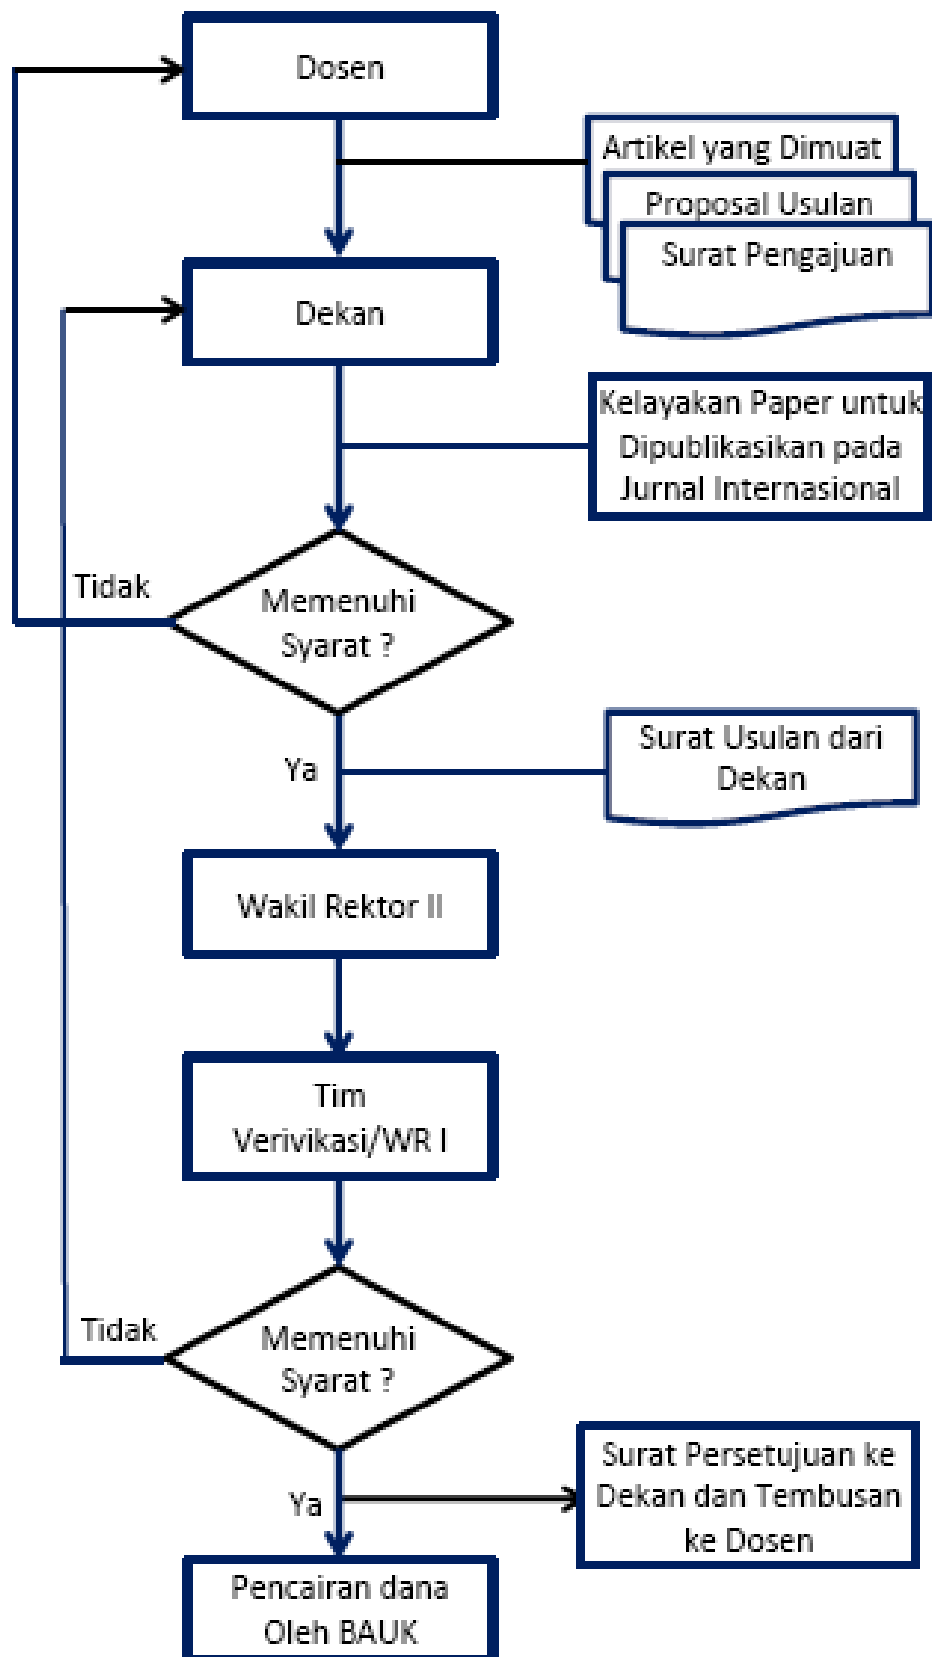 Dosen
Artikel yang Dimuat
Proposal Usulan
Surat Pengajuan
Dekan
Kelayakan Paper untuk
Dipublikasikan pada
Jurnal Internasional
Tidak
Memenuhi
Syarat ?
Surat Usulan dari
Dekan
Ya
Wakil Rektor II
Tim
Verivikasi/WR I
Tidak
Memenuhi
Syarat ?
Surat Persetujuan ke
Dekan dan Tembusan
ke Dosen
Ya
Pencairan dana
Oleh BAUK